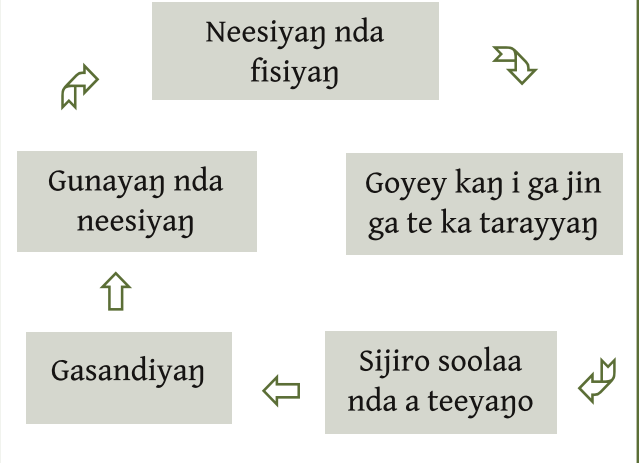 Neesiyaŋ nda
fisiyaŋ
Goyey kaŋ i ga jin
ga te ka tarayyaŋ
Sijiro soolaa
nda a teeyaŋo
Gasandiyaŋ
Gunayaŋ nda
neesiyaŋ